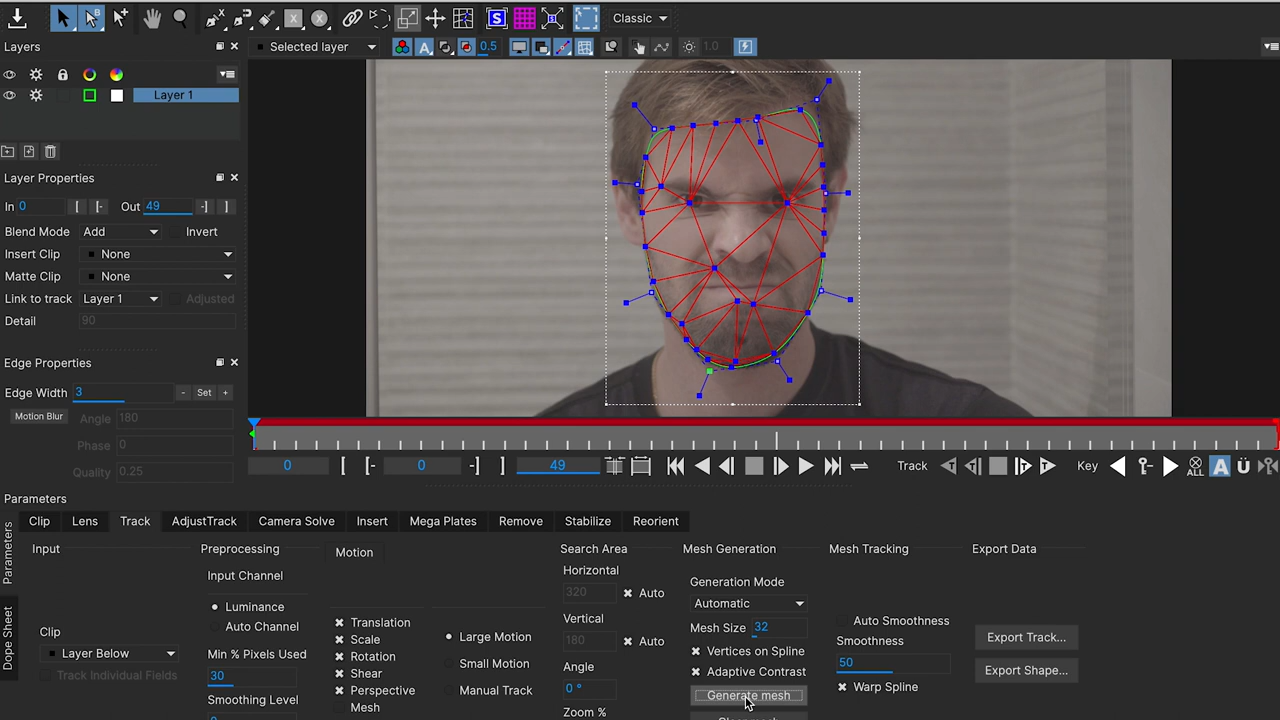 Classic
Layers
Selected layer
A
0.5
1.0
Layer 1
Layer Properties
In 0 [ [- Out 49 -] ]
Blend Mode Add Invert
Insert Clip None
Matte Clip None
Link to track Layer 1 Adjusted
Detail 90
Edge Properties
Edge Width 3 - Set +
Motion Blur Angle 180
Phase 0
Quality 0.25
0 [ [- 0 -] ] 49 Track Key ALL A Ü
Parameters
Parameters
Dope Sheet
Clip Lens Track AdjustTrack Camera Solve Insert Mega Plates Remove Stabilize Reorient
Input
Clip
Layer Below
Track Individual Fields
Preprocessing
Input Channel
Luminance
Auto Channel
Min % Pixels Used
30
Smoothing Level
Motion
Translation
Scale
Rotation
Shear
Perspective
Mesh
Large Motion
Small Motion
Manual Track
Search Area
Horizontal
320 Auto
Vertical
180 Auto
Angle
0 °
Zoom %
Mesh Generation
Generation Mode
Automatic
Mesh Size 32
Vertices on Spline
Adaptive Contrast
Generate mesh
Mesh Tracking
Auto Smoothness
Smoothness
50
Warp Spline
Export Data
Export Track...
Export Shape...